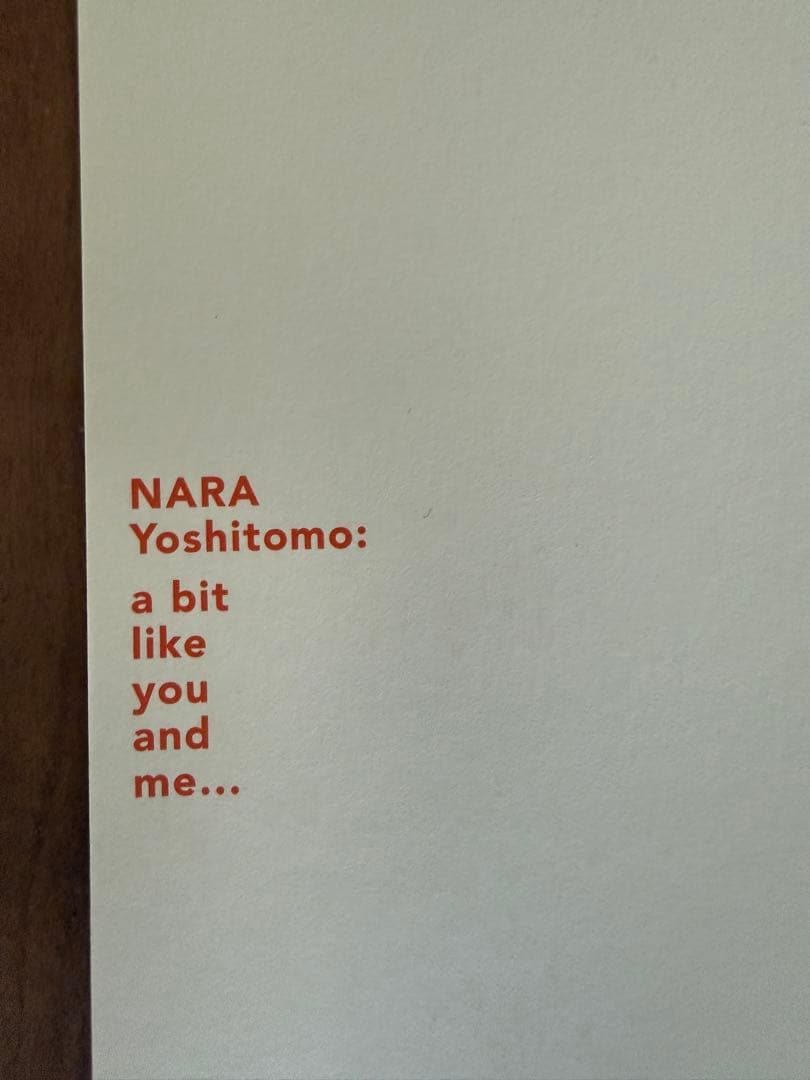 NARA
Yoshitomo:
a bit
like
you
and
me...